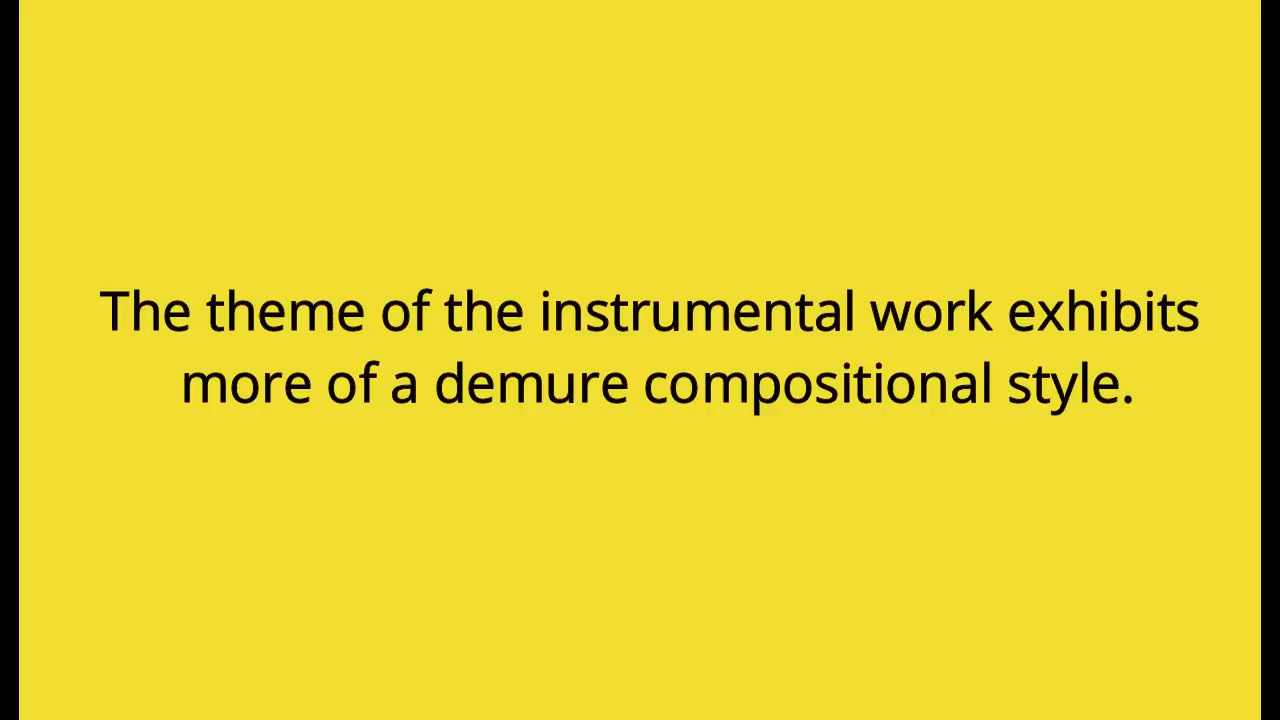 The theme of the instrumental work exhibits
more of a demure compositional style.